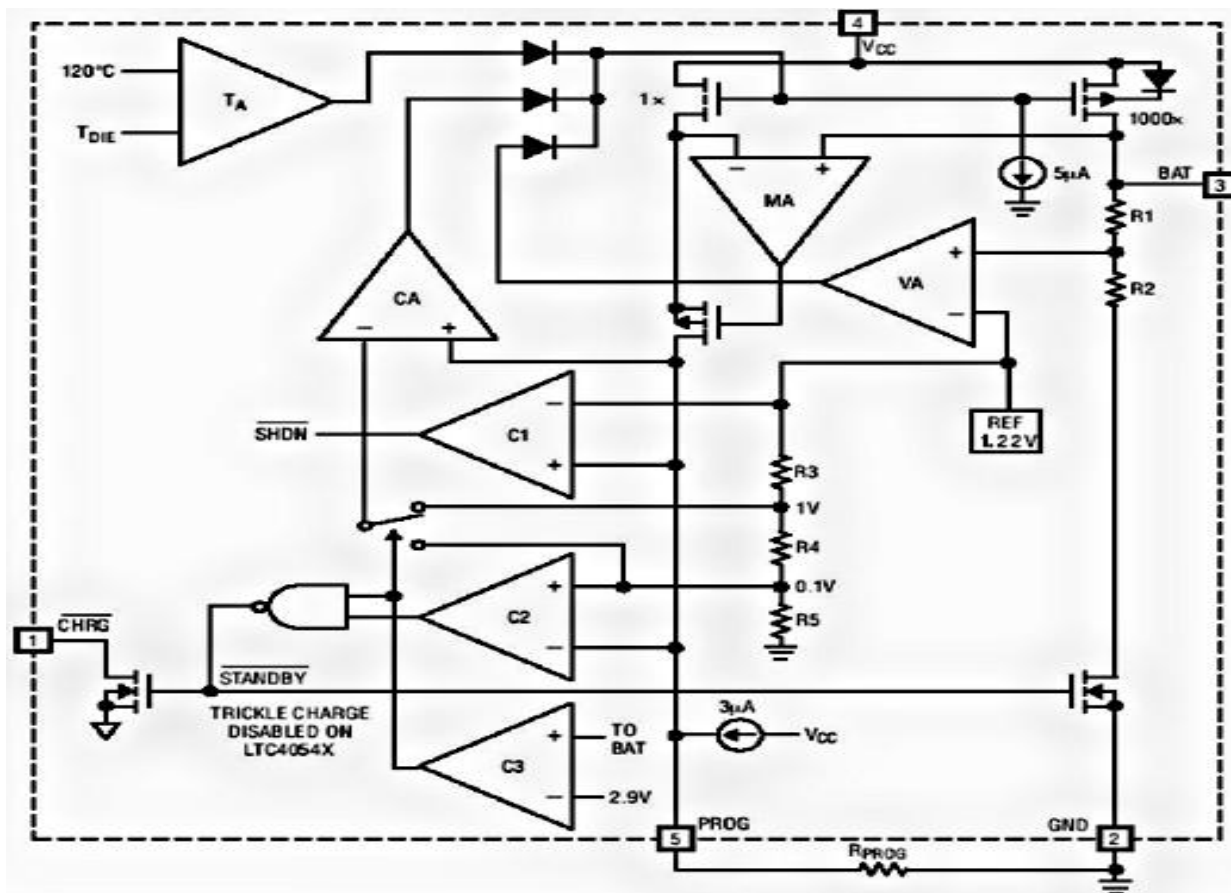 4
VCC
120°C
TA
TDIE
1×
1000×
5µA
BAT
3
– +
MA
R1
+
VA
–
R2
CA
– +
REF
1.22V
–
SHDN
C1
+
R3
1V
R4
+
0.1V
C2
R5
–
CHRG
1
STANDBY
TRICKLE CHARGE
DISABLED ON
LTC4054X
3µA
VCC
+
TO
BAT
C3
–
2.9V
5
PROG
GND
2
RPROG